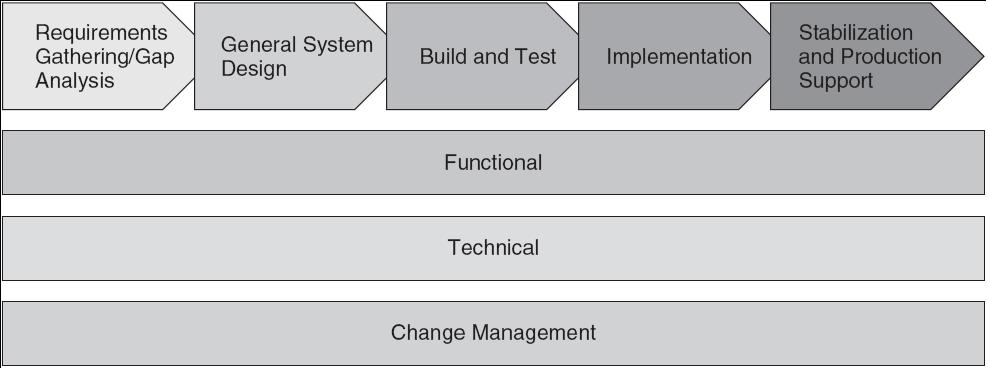 Requirements
Gathering/Gap
Analysis
General System
Design
Build and Test
Implementation
Stabilization
and Production
Support
Functional
Technical
Change Management